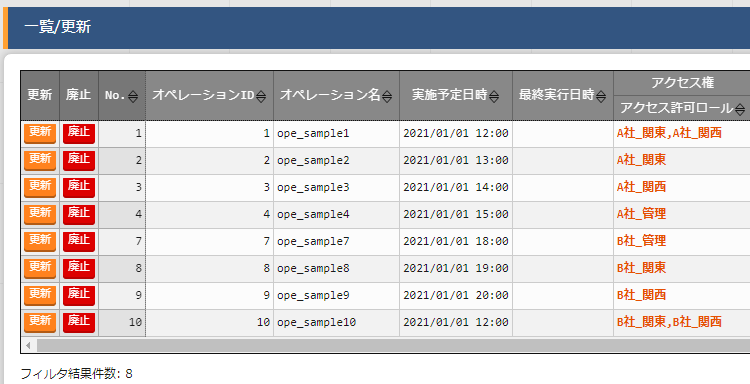 一覧/更新
更新 廃止 No. オペレーションID オペレーション名 実施予定日時 最終実行日時 アクセス権
アクセス許可ロール
更新 廃止 1 1 ope_sample1 2021/01/01 12:00 A社_関東,A社_関西
更新 廃止 2 2 ope_sample2 2021/01/01 13:00 A社_関東
更新 廃止 3 3 ope_sample3 2021/01/01 14:00 A社_関西
更新 廃止 4 4 ope_sample4 2021/01/01 15:00 A社_管理
更新 廃止 7 7 ope_sample7 2021/01/01 18:00 B社_管理
更新 廃止 8 8 ope_sample8 2021/01/01 19:00 B社_関東
更新 廃止 9 9 ope_sample9 2021/01/01 20:00 B社_関西
更新 廃止 10 10 ope_sample10 2021/01/01 12:00 B社_関東,B社_関西
フィルタ結果件数: 8